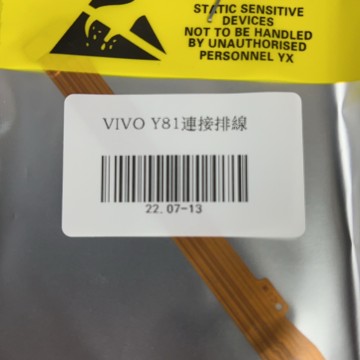 STATIC SENSITIVE
DEVICES
NOT TO BE HANDLED
BY UNAUTHORISED
PERSONNEL YX
VIVO Y81連接排線
22.07-13